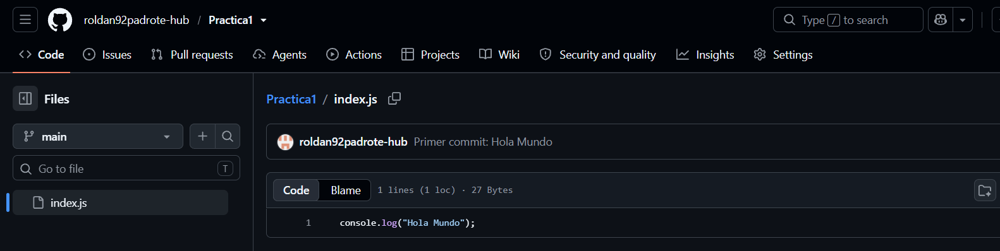 roldan92padrote-hub / Practica1
Type / to search
Code Issues Pull requests Agents Actions Projects Wiki Security and quality Insights Settings
Files
main
Go to file T
index.js
Practica1 / index.js
roldan92padrote-hub Primer commit: Hola Mundo
Code Blame 1 lines (1 loc) · 27 Bytes
1 console.log("Hola Mundo");